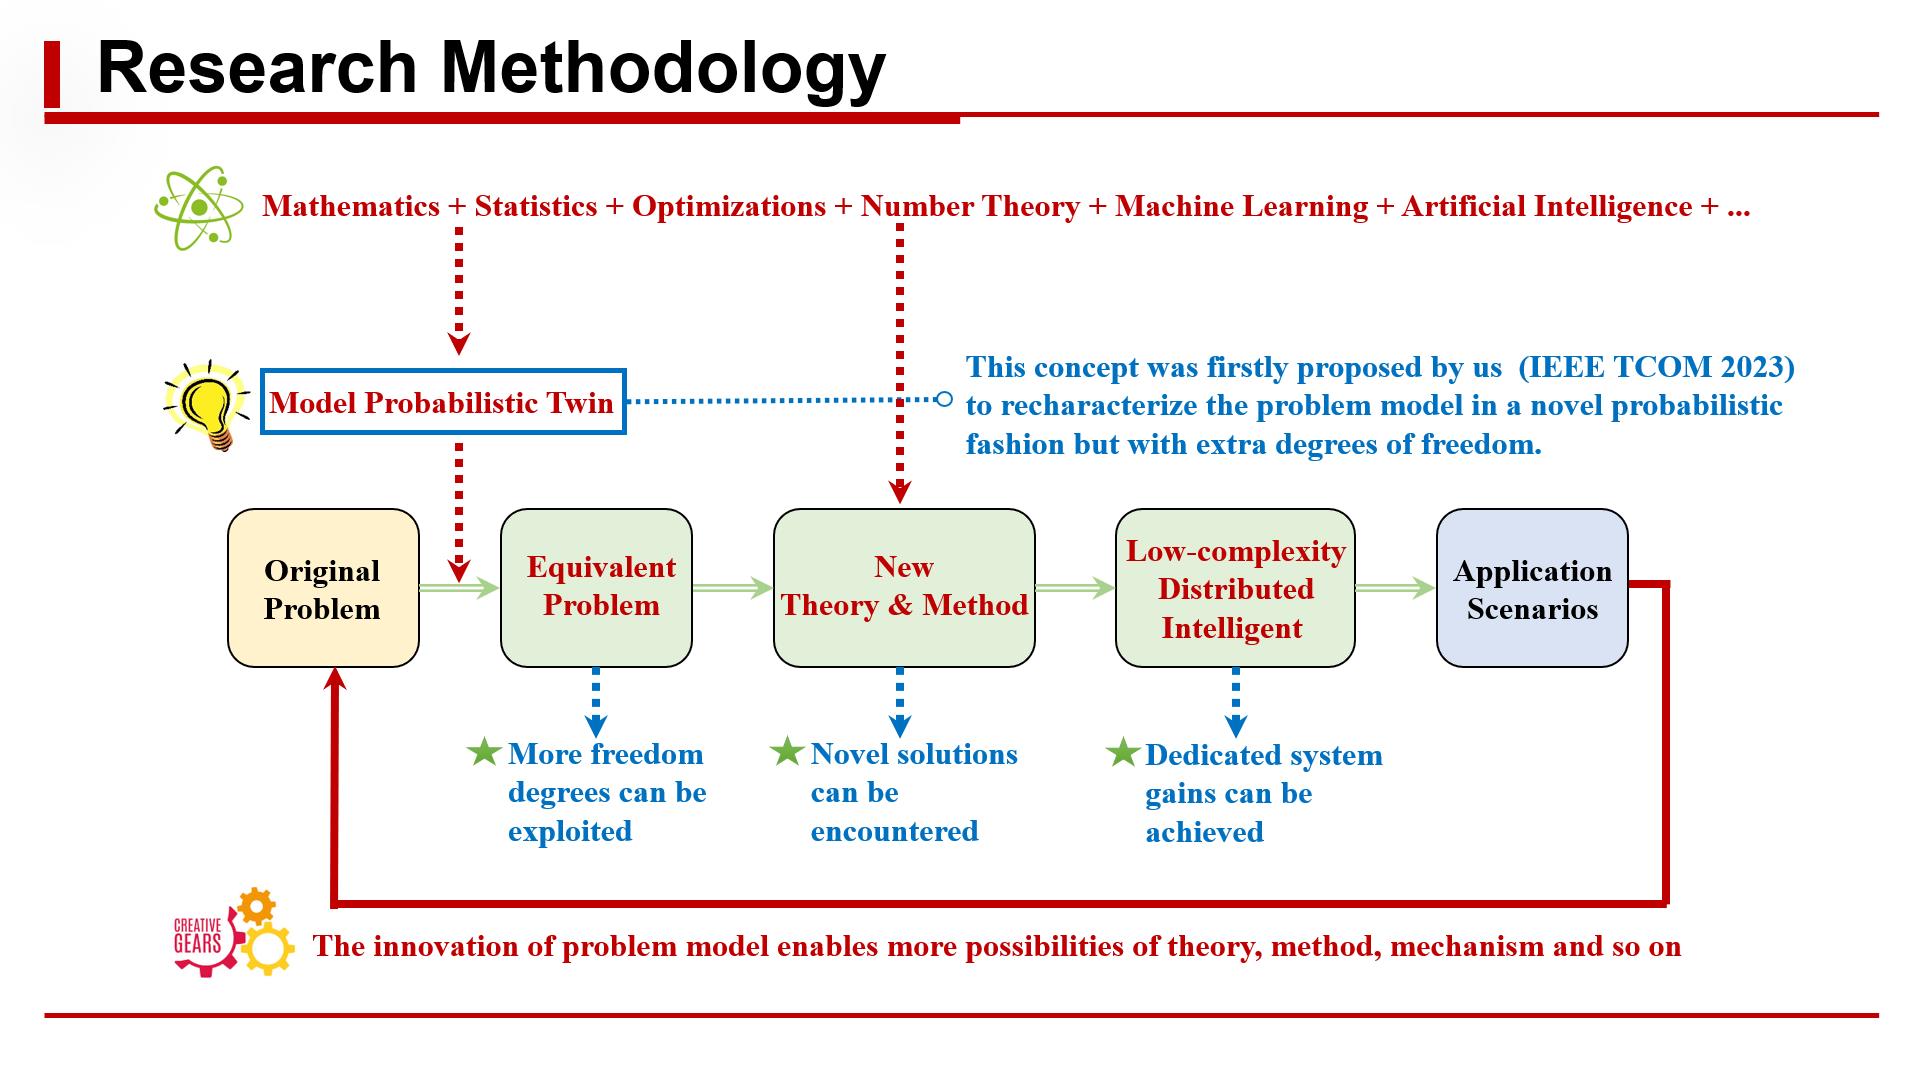 Research Methodology
Mathematics + Statistics + Optimizations + Number Theory + Machine Learning + Artificial Intelligence + ...
Model Probabilistic Twin
This concept was firstly proposed by us (IEEE TCOM 2023)
to recharacterize the problem model in a novel probabilistic
fashion but with extra degrees of freedom.
Original
Problem
Equivalent
Problem
New
Theory & Method
Low-complexity
Distributed
Intelligent
Application
Scenarios
More freedom
degrees can be
exploited
Novel solutions
can be
encountered
Dedicated system
gains can be
achieved
CREATIVE
GEARS
The innovation of problem model enables more possibilities of theory, method, mechanism and so on